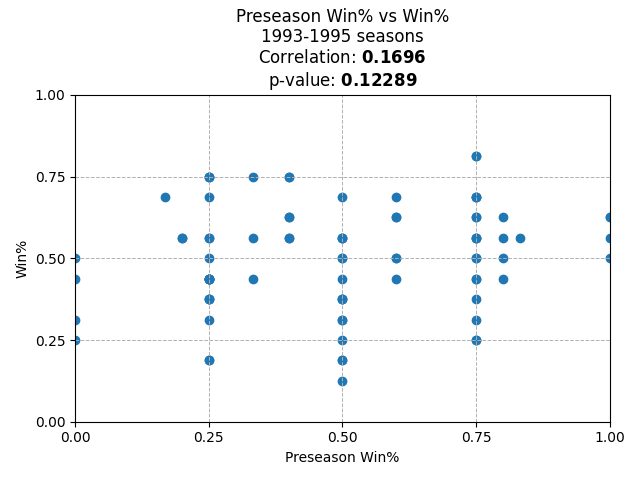 Preseason Win% vs Win%
1993-1995 seasons
Correlation: 0.1696
p-value: 0.12289
1.00
0.75
0.50
0.25
0.00
Win%
0.00 0.25 0.50 0.75 1.00
Preseason Win%